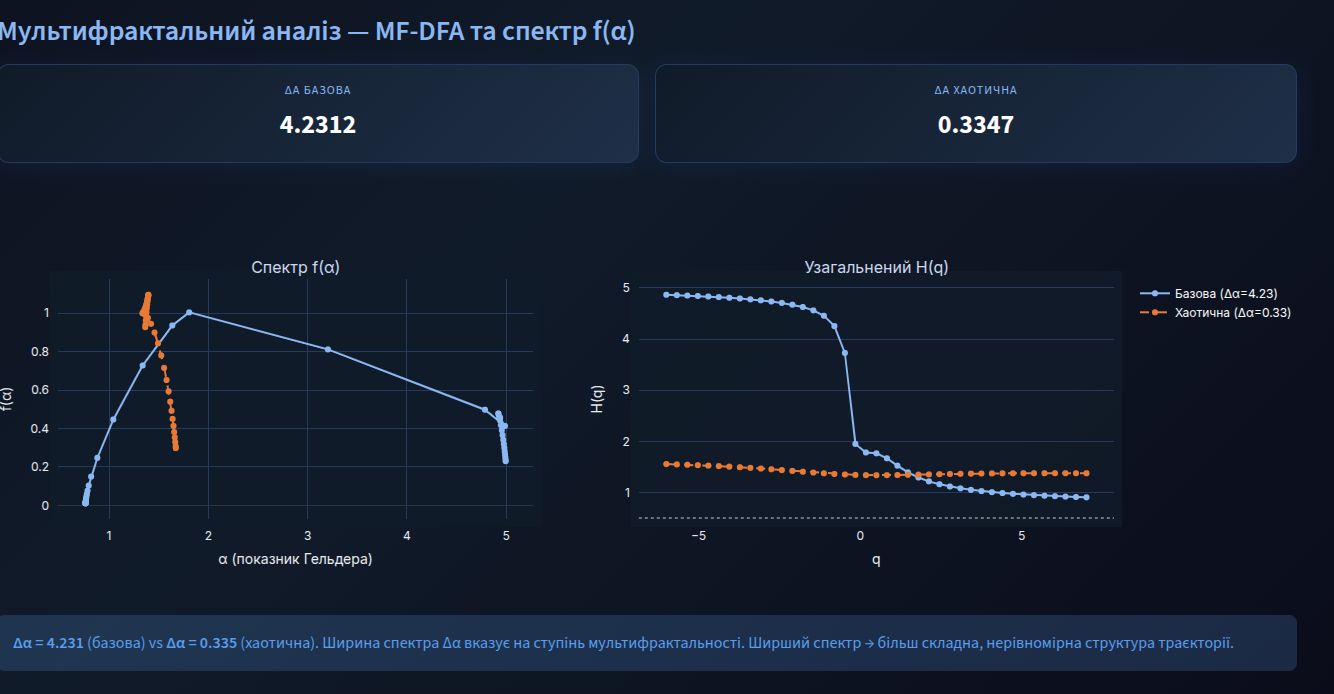 Мультифрактальний аналіз — MF-DFA та спектр f(α)
ΔΑ БАЗОВА
4.2312
ΔΑ ХАОТИЧНА
0.3347
Спектр f(α)
1
0.8
0.6
0.4
0.2
0
f(α)
1 2 3 4 5
α (показник Гельдера)
Узагальнений H(q)
5
4
3
2
1
H(q)
−5 0 5
q
Базова (Δα=4.23)
Хаотична (Δα=0.33)
Δα = 4.231 (базова) vs Δα = 0.335 (хаотична). Ширина спектра Δα вказує на ступінь мультифрактальності. Ширший спектр → більш складна, нерівномірна структура траєкторії.